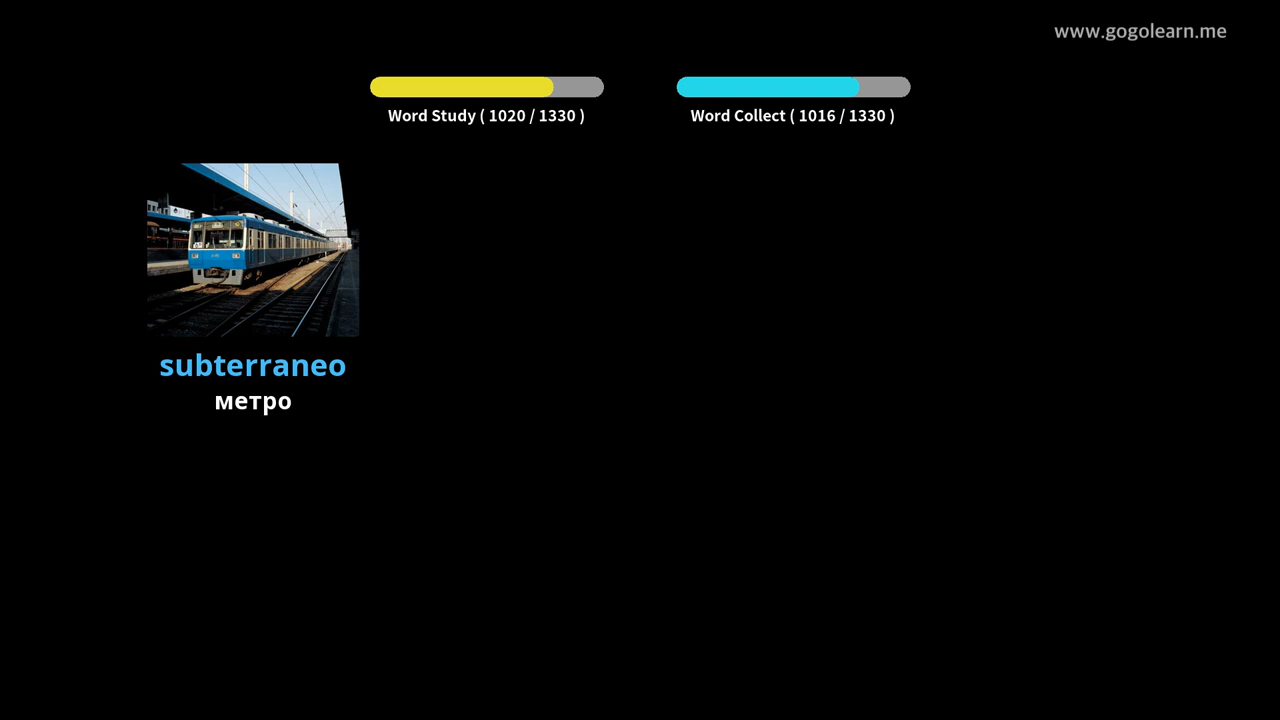 www.gogolearn.me
Word Study ( 1020 / 1330 )
Word Collect ( 1016 / 1330 )
subterraneo
метро